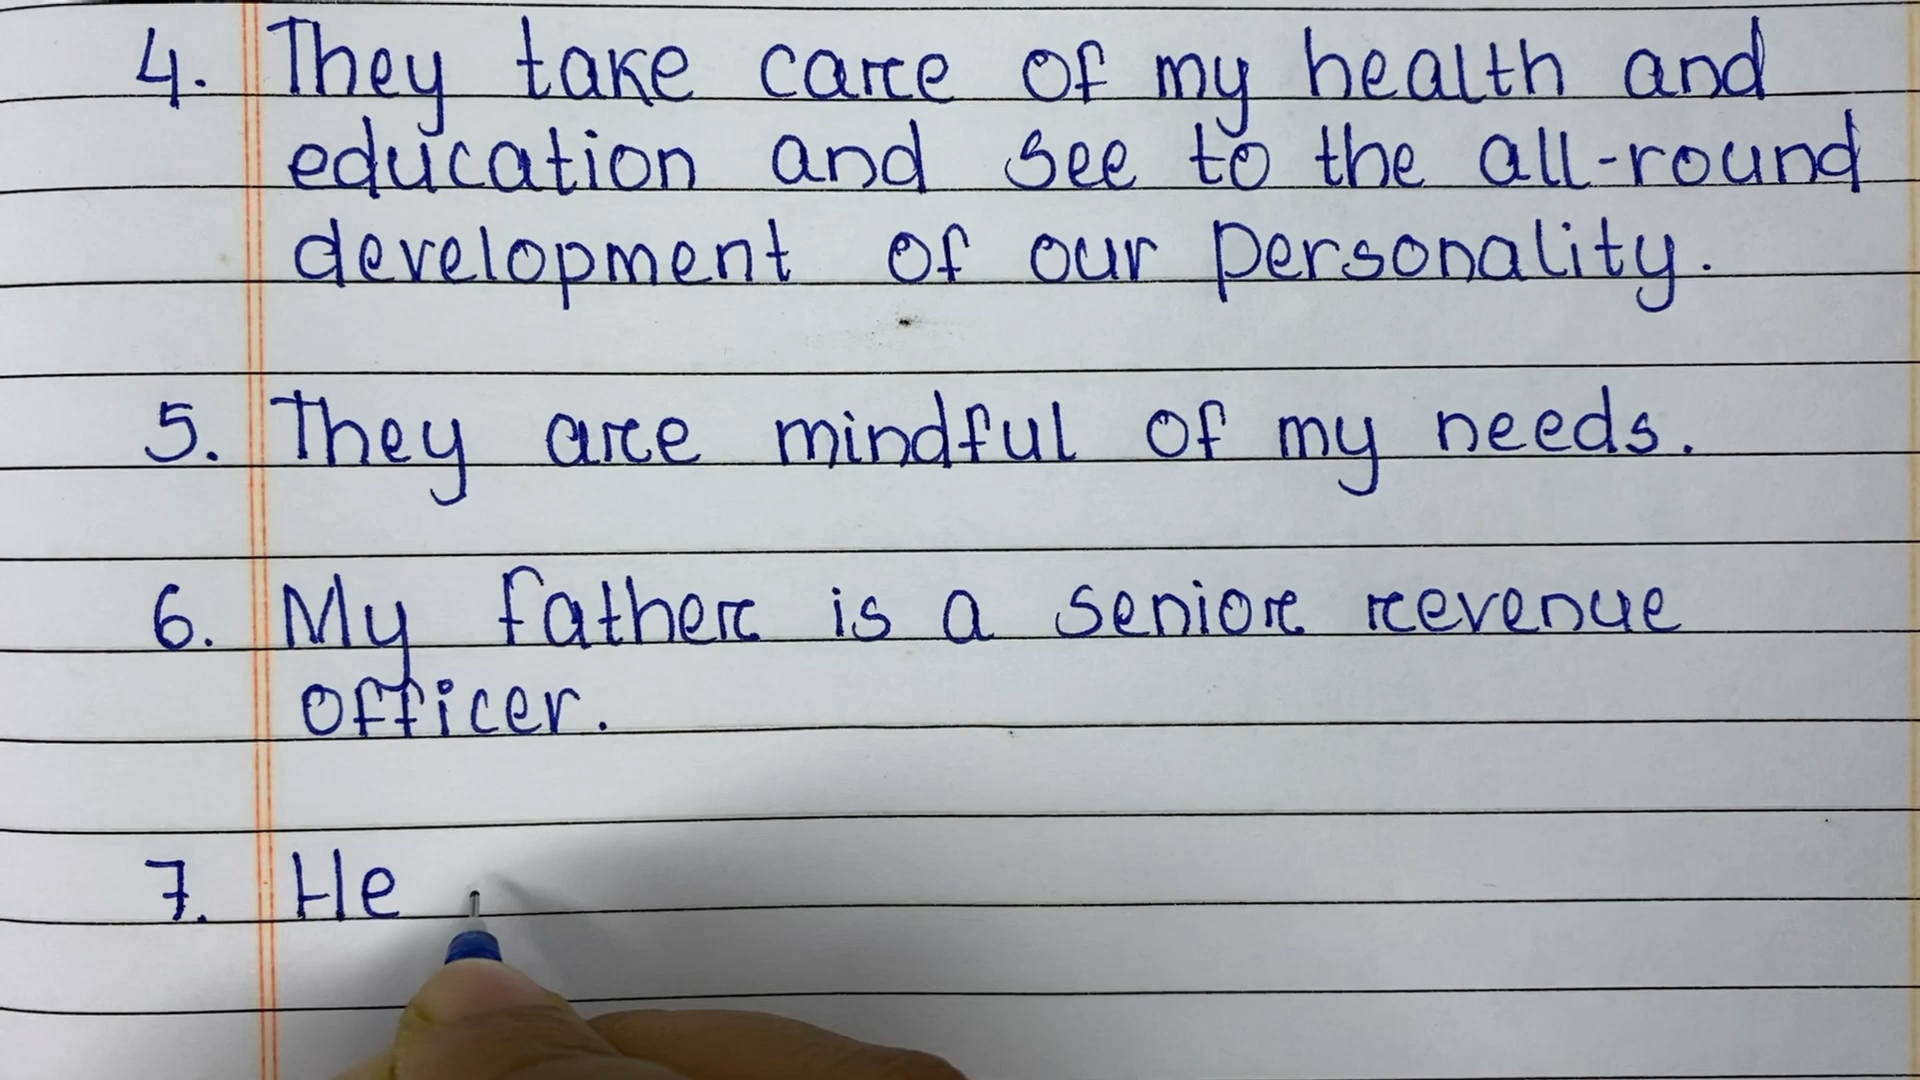 4. They take care of my health and
education and see to the all-round
development of our personality.
5. They are mindful of my needs.
6. My father is a senior revenue
officer.
7. He